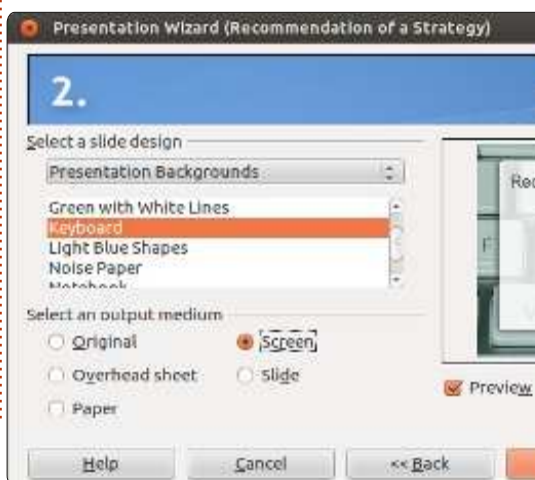 Presentation Wizard (Recommendation of a Strategy)
2.
Select a slide design
Presentation Backgrounds
Green with White Lines
Keyboard
Light Blue Shapes
Noise Paper
Notebook
Select an output medium
Original
Screen
Overhead sheet
Slide
Paper
Preview
Help
Cancel
<< Back